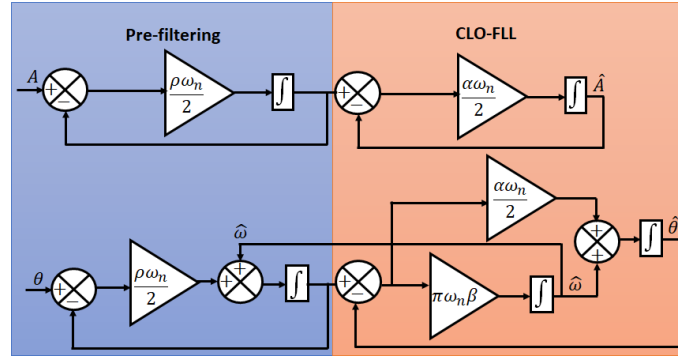 Pre-filtering
CLO-FLL
A
+
−
ρω_n/2
∫
+
−
αω_n/2
∫
Â
θ
+
−
ρω_n/2
ω̂
+
+
∫
+
−
αω_n/2
πω_nβ
∫
ω̂
+
+
∫
θ̂